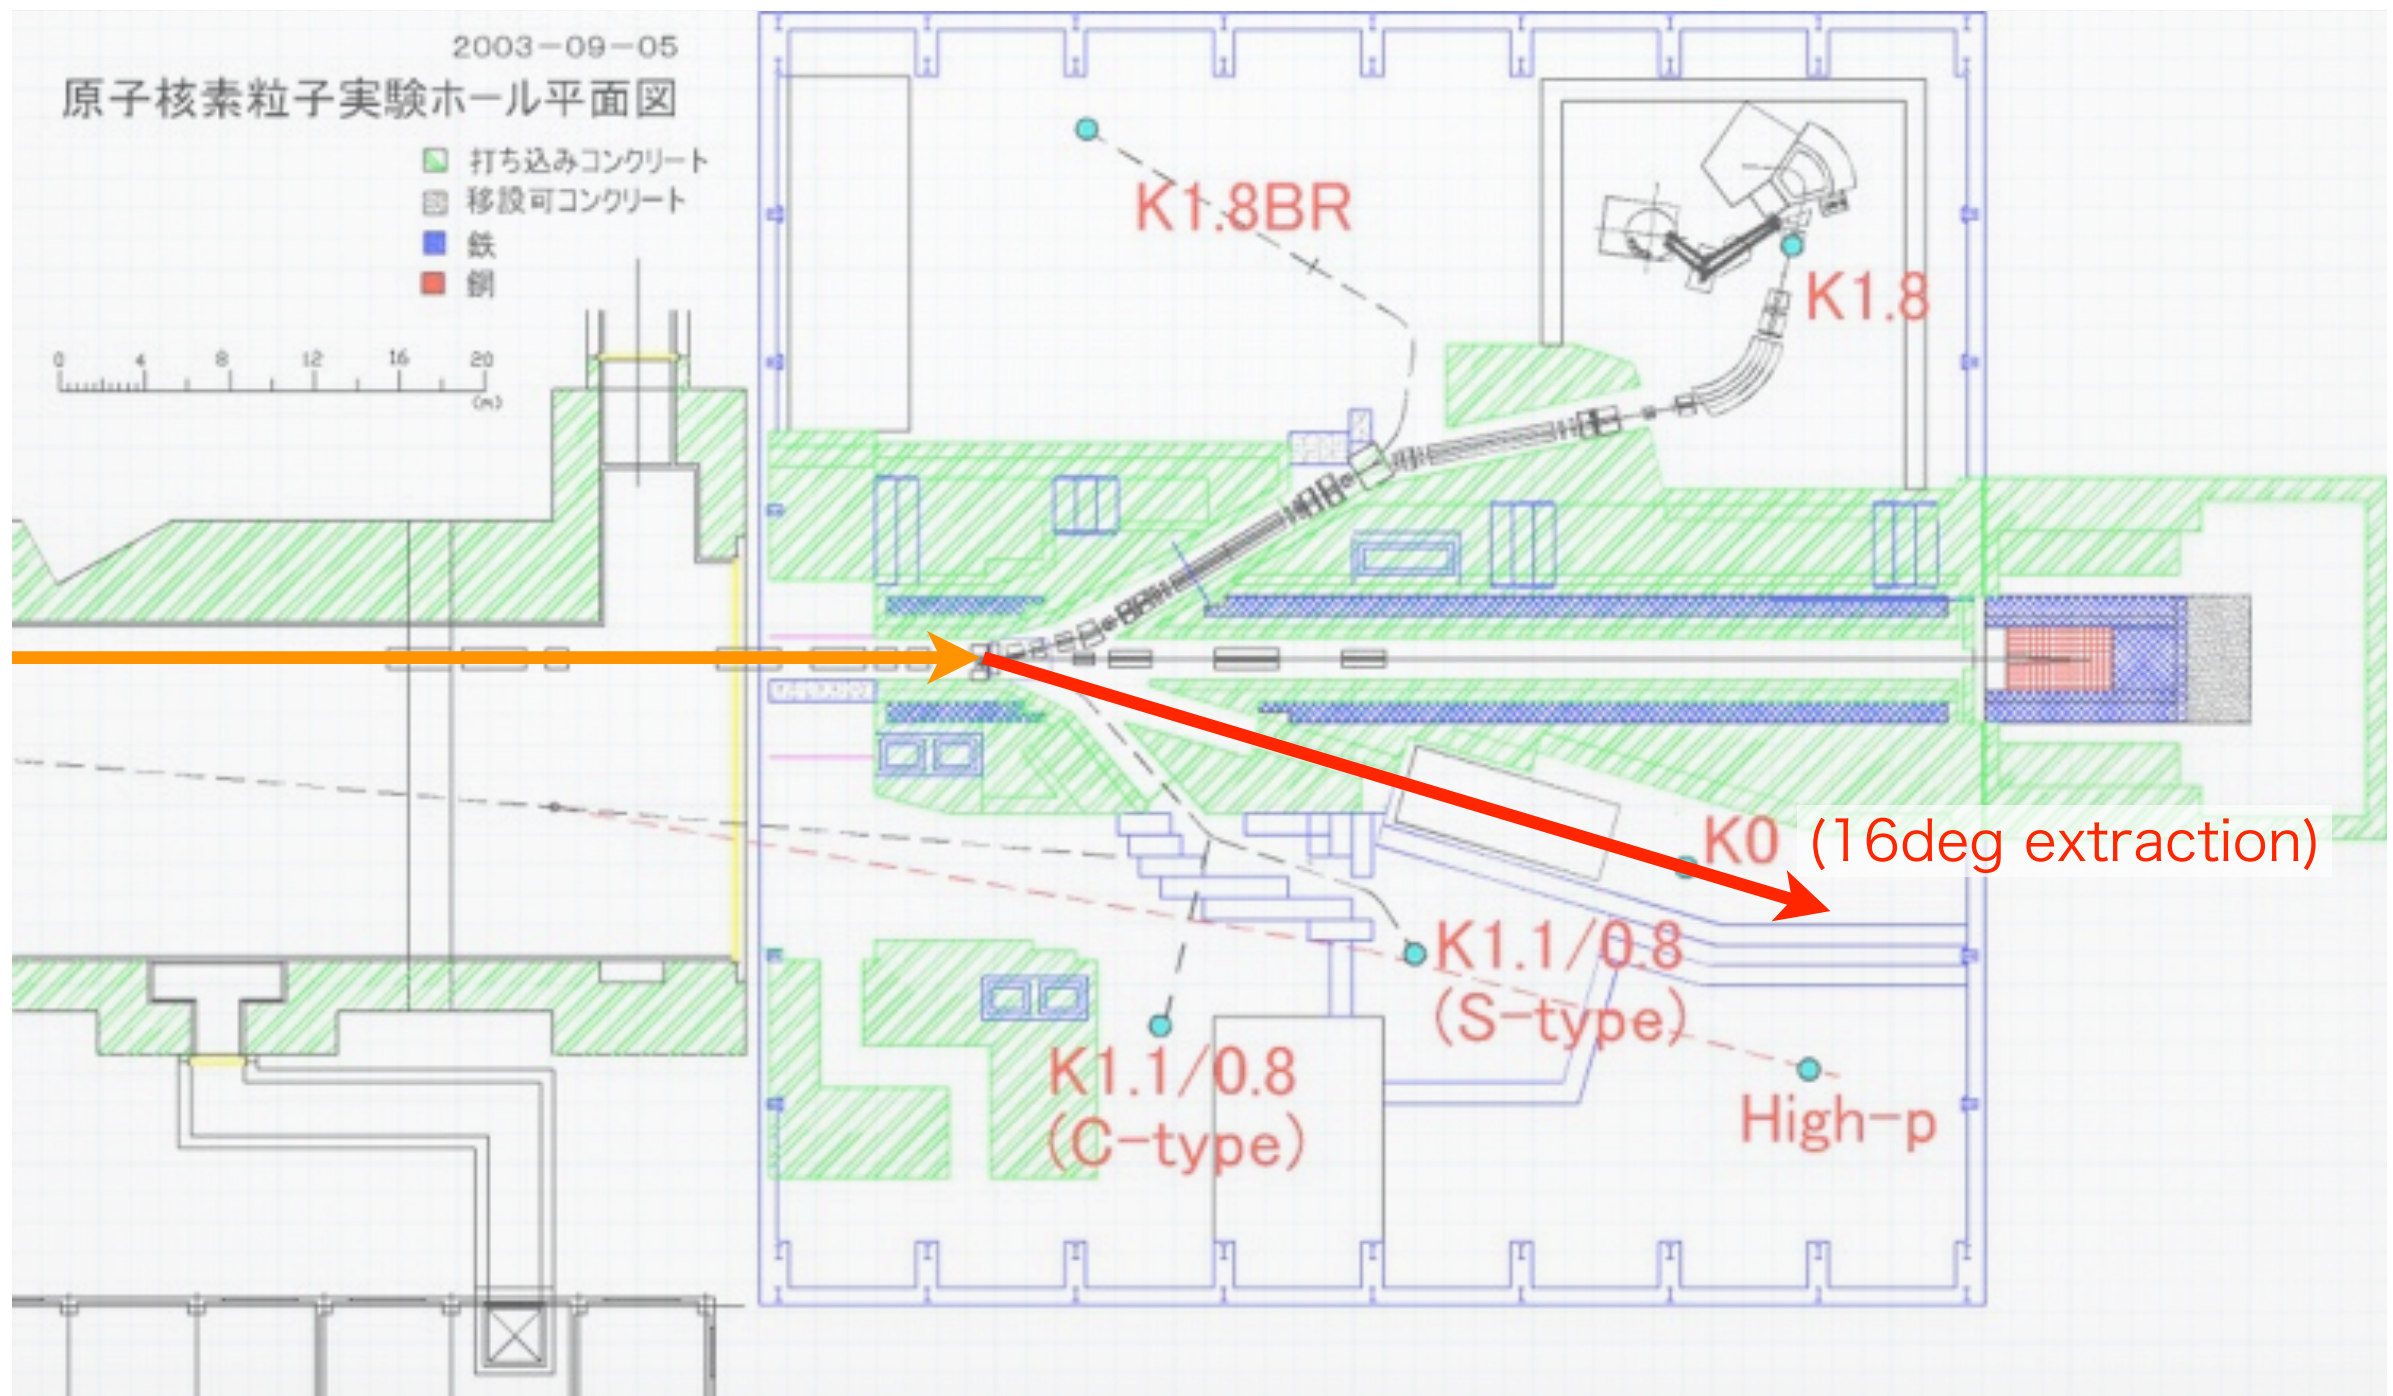 2003-09-05
原子核素粒子実験ホール平面図
打ち込みコンクリート
移設可コンクリート
鉄
銅
0 4 8 12 16 20
(m)
K1.8BR
K1.8
K0 (16deg extraction)
K1.1/0.8
(S-type)
K1.1/0.8
(C-type)
High-p